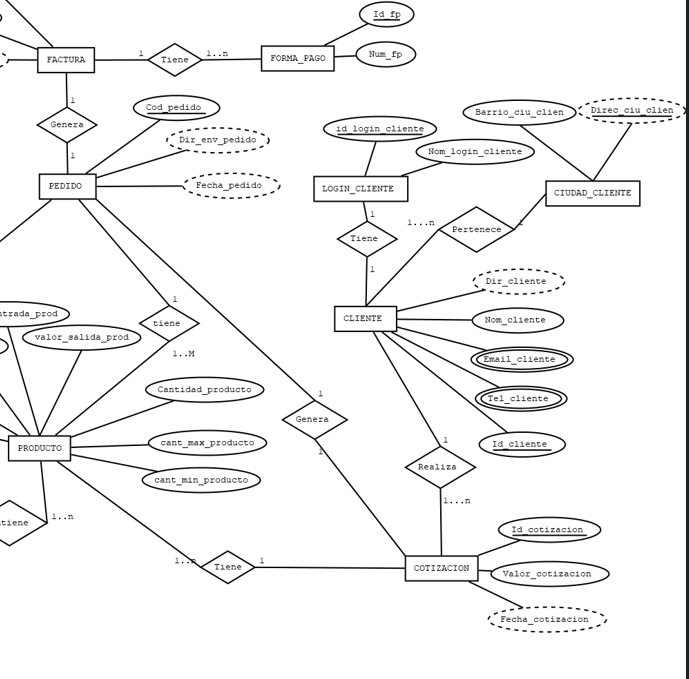 Id_fp
FACTURA
1
Tiene
1..n
FORMA_PAGO
Num_fp
1
Genera
1
Cod_pedido
Dir_env_pedido
PEDIDO
Fecha_pedido
Barrio_ciu_clien
Direc_ciu_clien
id_login_cliente
Nom_login_cliente
LOGIN_CLIENTE
CIUDAD_CLIENTE
1
1...n
Pertenece
1
Tiene
1
Dir_cliente
CLIENTE
Nom_cliente
Email_cliente
Tel_cliente
Id_cliente
1
ntrada_prod
valor_salida_prod
tiene
1..M
Cantidad_producto
1
Genera
1
PRODUCTO
cant_max_producto
cant_min_producto
1
Realiza
1...n
tiene
1..n
1..n
Tiene
1
COTIZACION
Id_cotizacion
Valor_cotizacion
Fecha_cotizacion